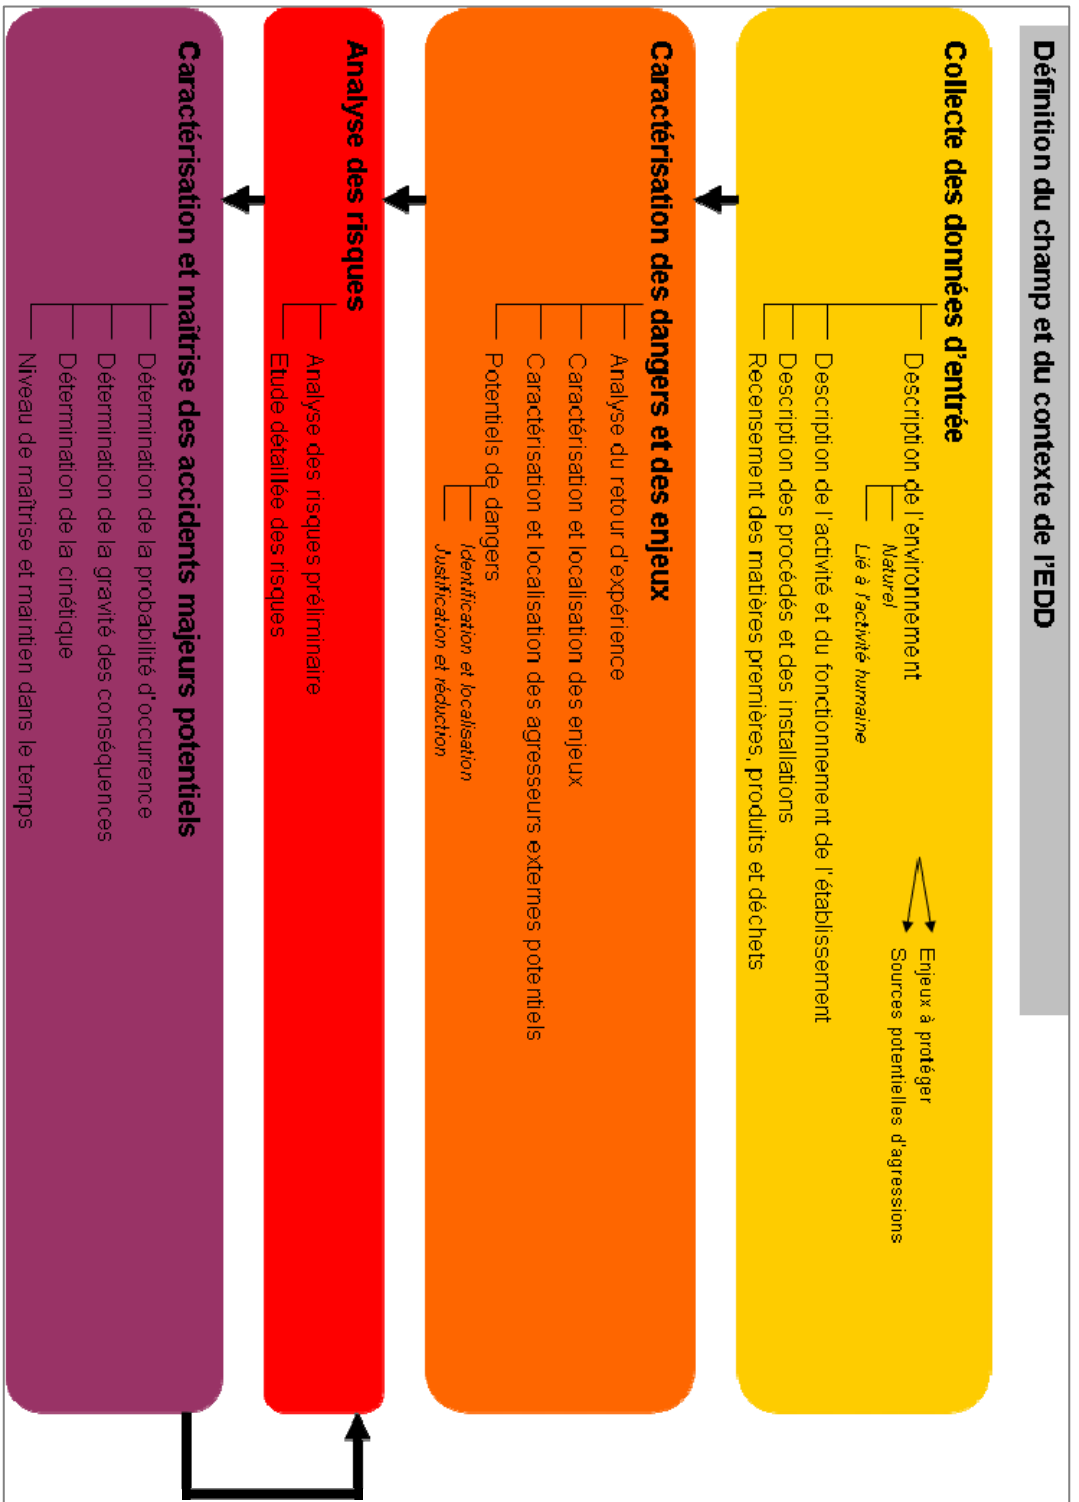 Définition du champ et du contexte de l'EDD
Collecte des données d'entrée
Description de l'environnement
Naturel
Lié à l'activité humaine
Enjeux à protéger
Sources potentielles d'agressions
Description de l'activité et du fonctionnement de l'établissement
Description des procédés et des installations
Recensement des matières premières, produits et déchets
Caractérisation des dangers et des enjeux
Analyse du retour d'expérience
Caractérisation et localisation des enjeux
Caractérisation et localisation des agresseurs externes potentiels
Potentiels de dangers
Identification et localisation
Justification et réduction
Analyse des risques
Analyse des risques préliminaire
Etude détaillée des risques
Caractérisation et maîtrise des accidents majeurs potentiels
Détermination de la probabilité d'occurrence
Détermination de la gravité des conséquences
Détermination de la cinétique
Niveau de maîtrise et maintien dans le temps